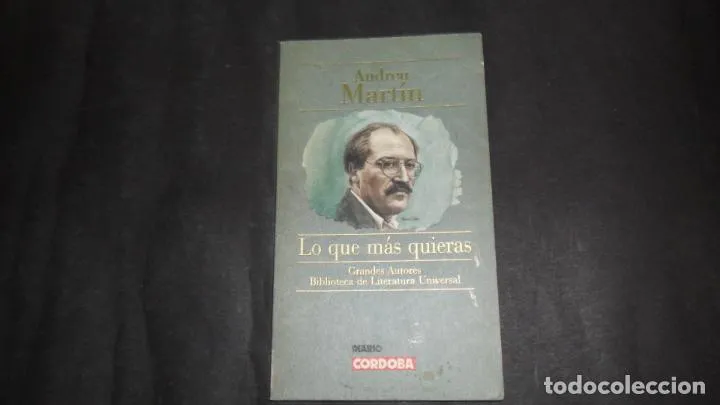 Andreu
Martín
Lo que más quieras
Grandes Autores
Biblioteca de Literatura Universal
DIARIO
CORDOBA
todocoleccion